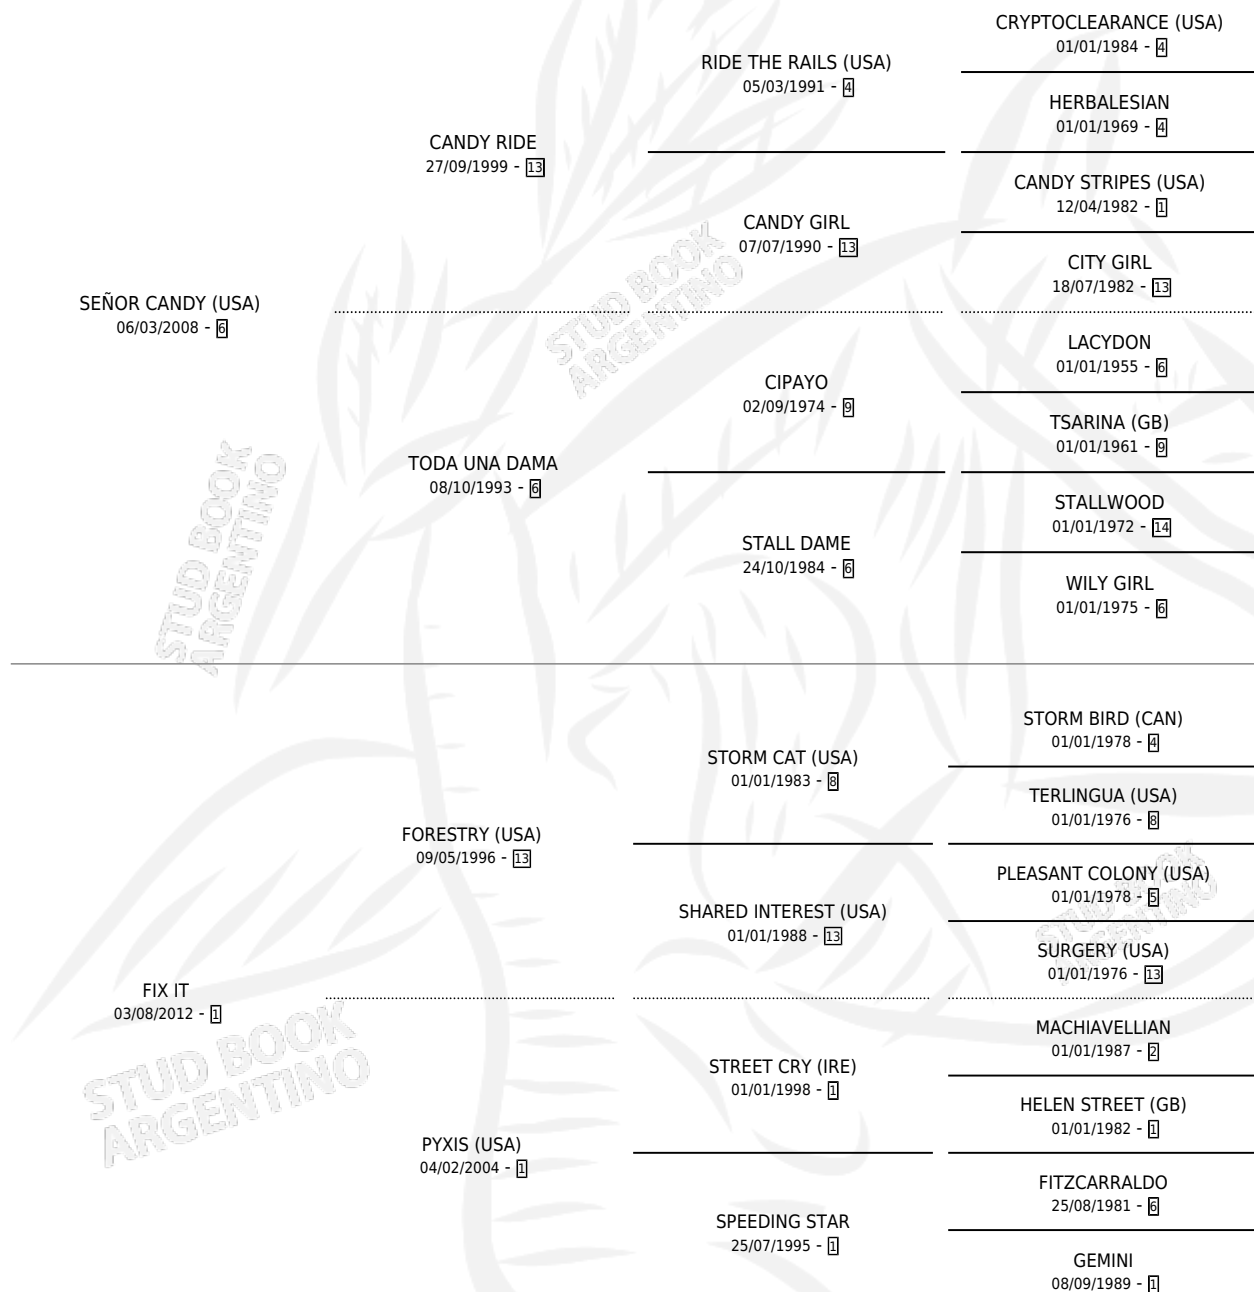 CRYPTOCLEARANCE (USA)
01/01/1984 - 4
RIDE THE RAILS (USA)
05/03/1991 - 4
HERBALESIAN
01/01/1969 - 4
CANDY RIDE
27/09/1999 - 13
CANDY STRIPES (USA)
12/04/1982 - 1
CANDY GIRL
07/07/1990 - 13
CITY GIRL
18/07/1982 - 13
SEÑOR CANDY (USA)
06/03/2008 - 6
LACYDON
01/01/1955 - 6
CIPAYO
02/09/1974 - 9
TSARINA (GB)
01/01/1961 - 9
TODA UNA DAMA
08/10/1993 - 6
STALLWOOD
01/01/1972 - 14
STALL DAME
24/10/1984 - 6
WILY GIRL
01/01/1975 - 6
STORM BIRD (CAN)
01/01/1978 - 4
STORM CAT (USA)
01/01/1983 - 8
TERLINGUA (USA)
01/01/1976 - 8
FORESTRY (USA)
09/05/1996 - 13
PLEASANT COLONY (USA)
01/01/1978 - 5
SHARED INTEREST (USA)
01/01/1988 - 13
SURGERY (USA)
01/01/1976 - 13
FIX IT
03/08/2012 - 1
MACHIAVELLIAN
01/01/1987 - 2
STREET CRY (IRE)
01/01/1998 - 1
HELEN STREET (GB)
01/01/1982 - 1
PYXIS (USA)
04/02/2004 - 1
FITZCARRALDO
25/08/1981 - 6
SPEEDING STAR
25/07/1995 - 1
GEMINI
08/09/1989 - 1
STUD BOOK
ARGENTINO
STUD BOOK
ARGENTINO
STUD BOOK
ARGENTINO
STUD BOOK
ARGENTINO